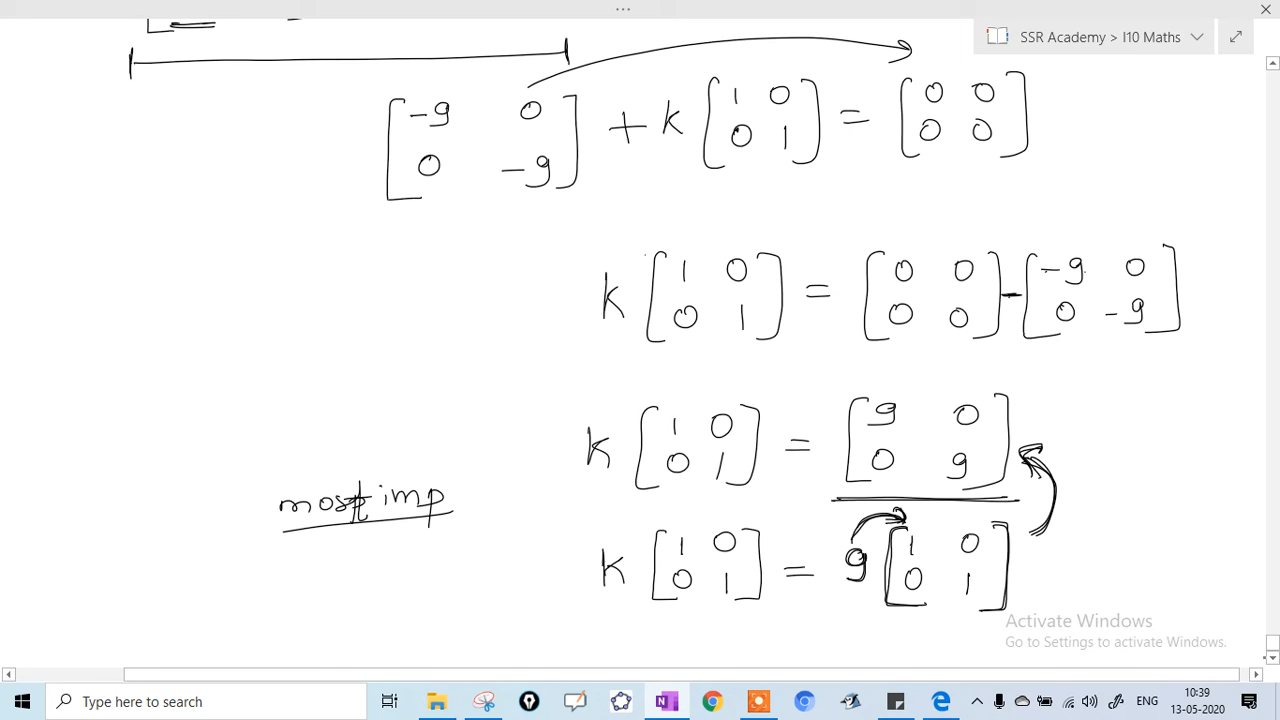 ...
SSR Academy > I10 Maths
[-9 0] + k [1 0] = [0 0]
[0 -9] [0 1] [0 0]
k [1 0] = [0 0] - [-9 0]
[0 1] [0 0] [0 -9]
k [1 0] = [9 0]
[0 1] [0 9]
most imp
k [1 0] = 9 [1 0]
[0 1] [0 1]
Activate Windows
Go to Settings to activate Windows.
Type here to search
ENG
10:39
13-05-2020